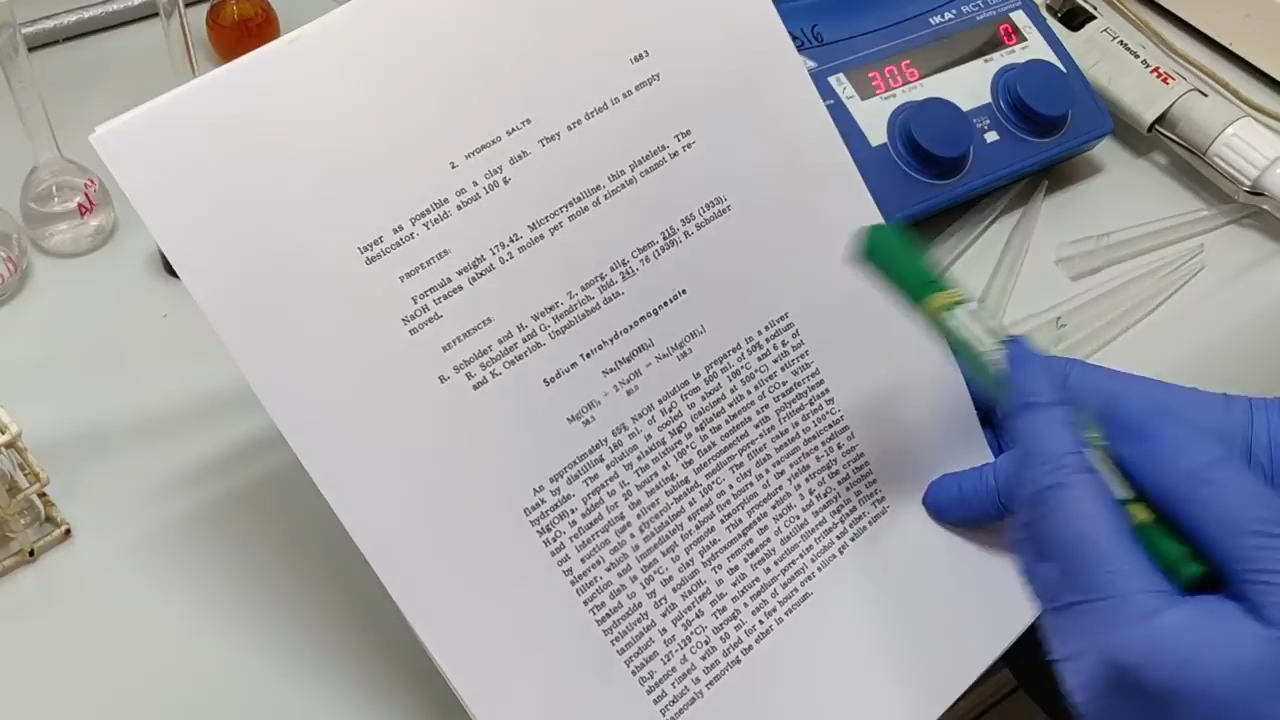 1683
2. HYDROXO SALTS
layer as possible on a clay dish. They are dried in an empty
desiccator. Yield: about 100 g.
PROPERTIES:
Formula weight 179.42. Microcrystalline, thin platelets. The
NaOH traces (about 0.2 moles per mole of zincate) cannot be re-
moved.
REFERENCES:
R. Scholder and H. Weber. Z. anorg. allg. Chem. 215, 355 (1933);
R. Scholder and G. Hendrich, ibid. 241, 76 (1939); R. Scholder
and K. Osterloh. Unpublished data.
Sodium Tetrahydroxomagnesate
Na₂[Mg(OH)₄]
Mg(OH)₂ + 2 NaOH = Na₂[Mg(OH)₄]
58.3 80.0 138.3
An approximately 65% NaOH solution is prepared in a silver
flask by distilling 180 ml. of H₂O from 500 ml. of 50% sodium
hydroxide. The solution is cooled to about 100°C and 6 g. of
Mg(OH)₂, prepared by slaking MgO (calcined at 500°C) with hot
H₂O, is added to it. The mixture is agitated with a silver stirrer
and refluxed for 20 hours at 100°C in the absence of CO₂. With-
out interrupting the heating, the flask contents are transferred
by suction (use silver tubing, interconnected with polyethylene
sleeves) onto a glycerol-heated, medium-pore-size fritted-glass
filter, which is maintained at 100°C. The filter cake is dried by
suction and immediately spread on a clay dish heated to 100°C.
The dish is then kept for about five hours in a vacuum desiccator
heated to 100°C, to promote absorption of the surface sodium
hydroxide by the clay plate. This procedure yields 8-10 g. of
relatively dry sodium hydroxomagnesate which is strongly con-
taminated with NaOH. To remove the NaOH, 3 g. of the crude
product is pulverized in the absence of CO₂ and H₂O, and then
shaken for 30-45 min. with freshly distilled isoamyl alcohol
(b.p. 127-129°C). The mixture is suction-filtered (again in the
absence of CO₂) through a medium-pore-size fritted-glass filter,
and rinsed with 50 ml. each of isoamyl alcohol and ether. The
product is then dried for a few hours over silica gel while simul-
aneously removing the ether in vacuum.
IKA RCT
safety control
306
0
Made by HT